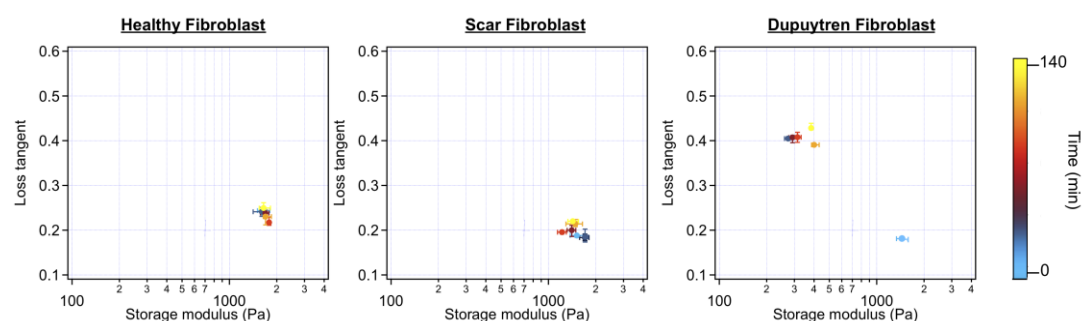 Healthy Fibroblast Scar Fibroblast Dupuytren Fibroblast
0.6 0.6 0.6
0.5 0.5 0.5
0.4 0.4 0.4
0.3 0.3 0.3
0.2 0.2 0.2
0.1 0.1 0.1
Loss tangent Loss tangent Loss tangent
100 2 3 4 5 6 7 1000 2 3 4
100 2 3 4 5 6 7 1000 2 3 4
100 2 3 4 5 6 7 1000 2 3 4
Storage modulus (Pa) Storage modulus (Pa) Storage modulus (Pa)
140
0
Time (min)